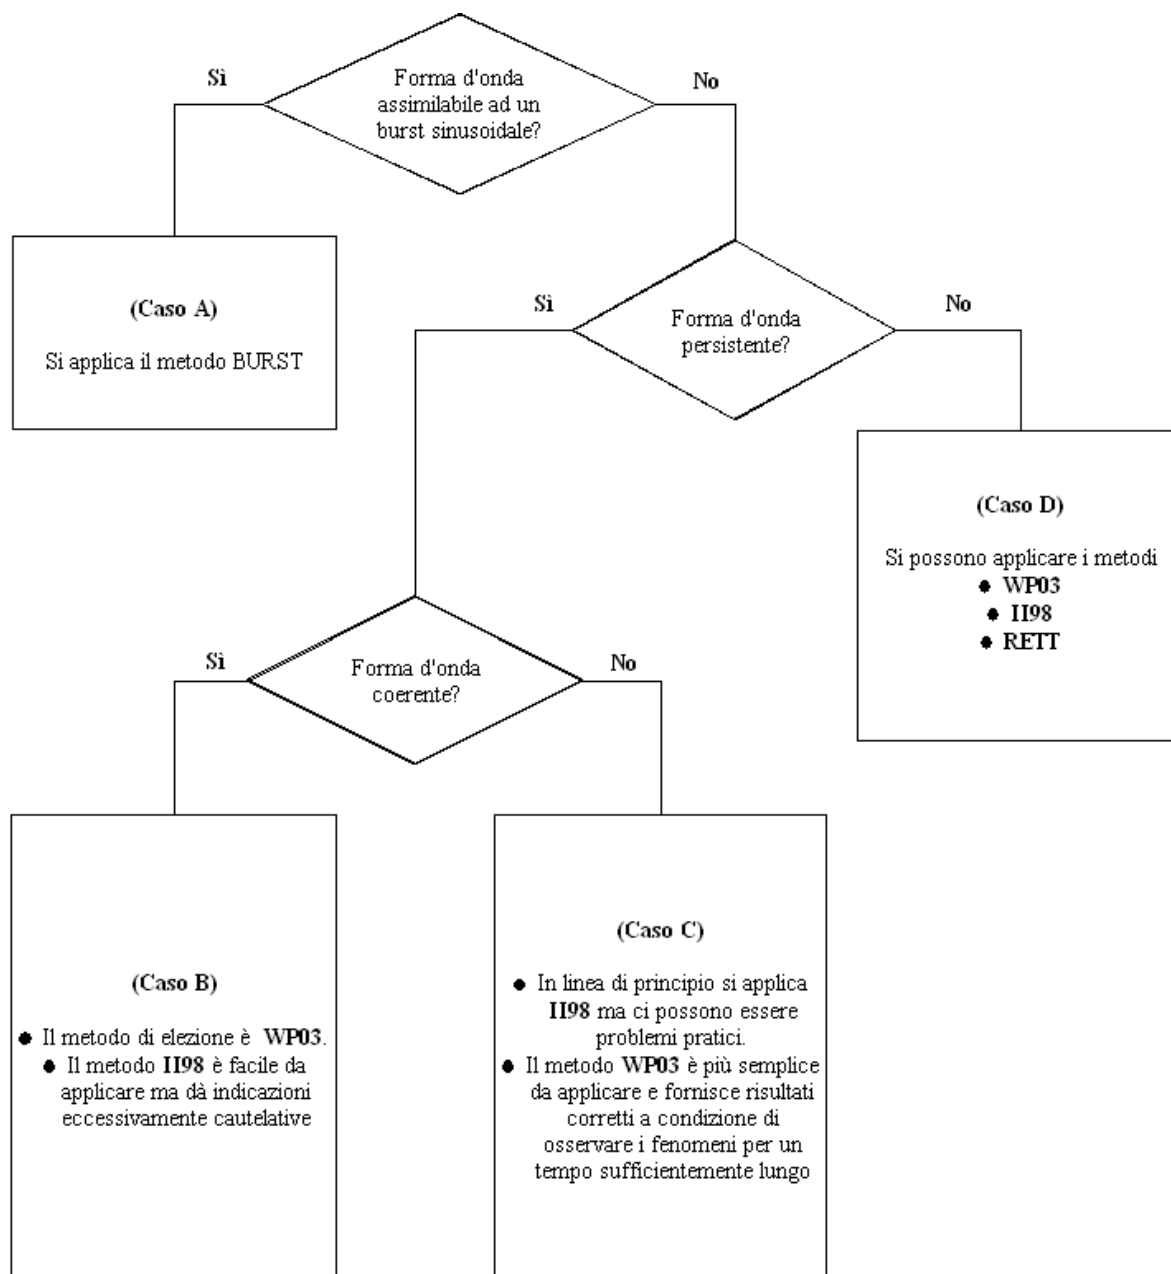 Forma d'onda
assimilabile ad un
burst sinusoidale?
Sì
No
(Caso A)
Si applica il metodo BURST
Forma d'onda
persistente?
Sì
No
(Caso D)
Si possono applicare i metodi
● WP03
● II98
● RETT
Forma d'onda
coerente?
Sì
No
(Caso B)
● Il metodo di elezione è WP03.
● Il metodo II98 è facile da
applicare ma dà indicazioni
eccessivamente cautelative
(Caso C)
● In linea di principio si applica
II98 ma ci possono essere
problemi pratici.
● Il metodo WP03 è più semplice
da applicare e fornisce risultati
corretti a condizione di
osservare i fenomeni per un
tempo sufficientemente lungo